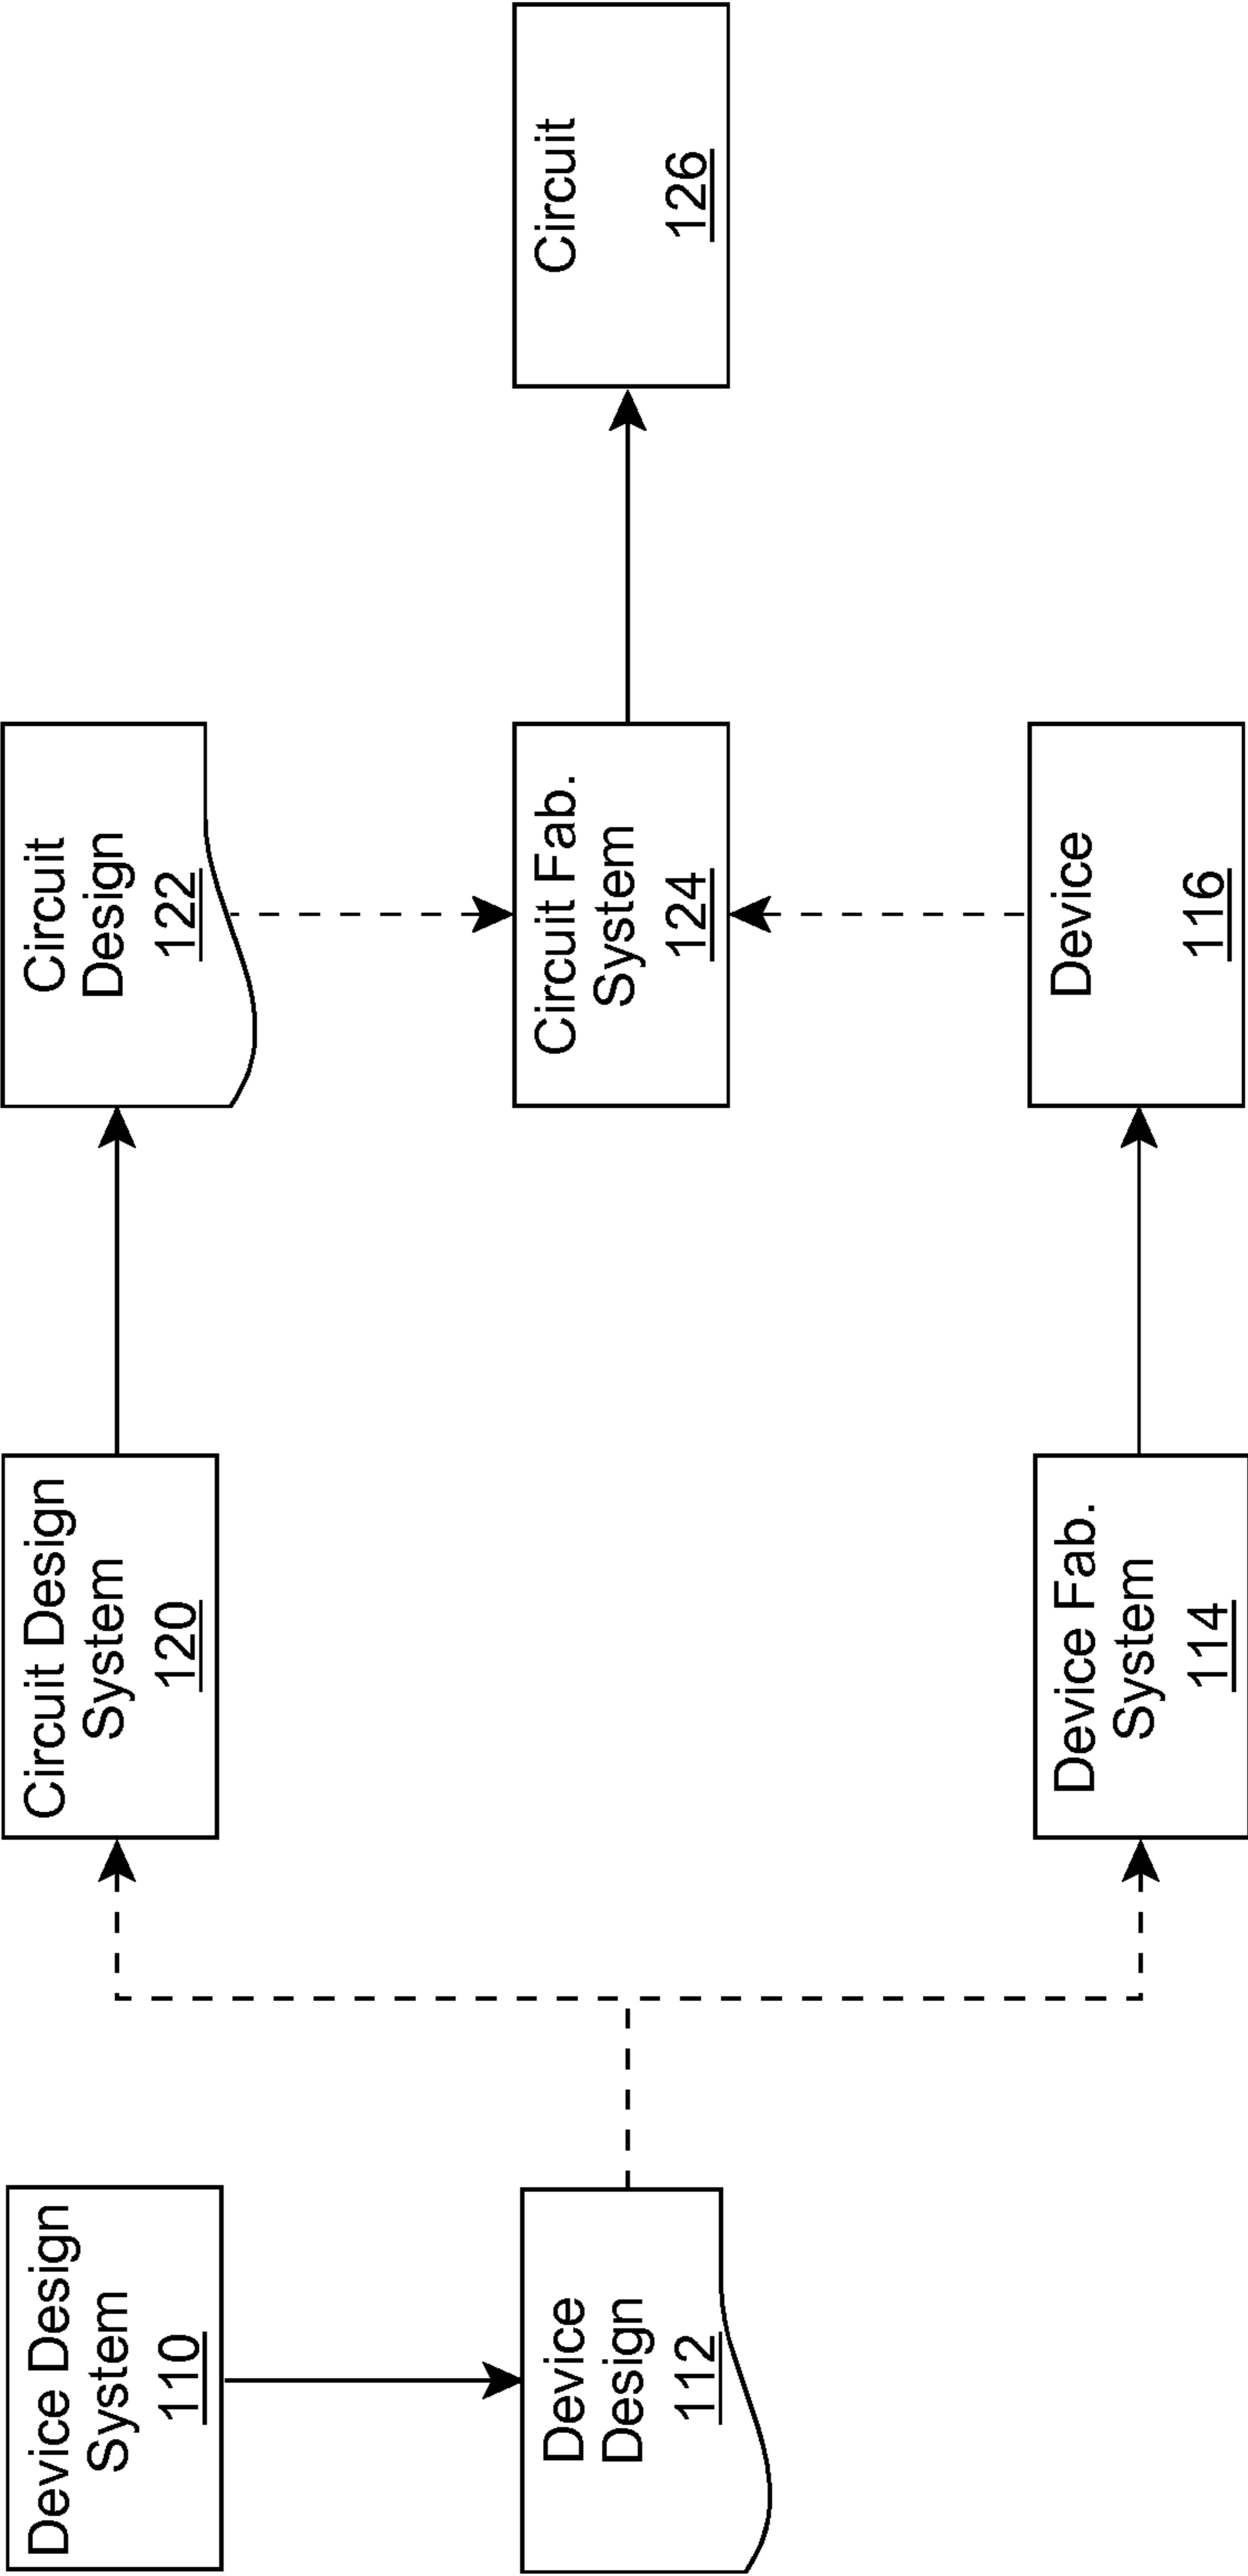 Device Design
System
110
Device
Design
112
Circuit Design
System
120
Device Fab.
System
114
Circuit
Design
122
Circuit Fab.
System
124
Device
116
Circuit
126